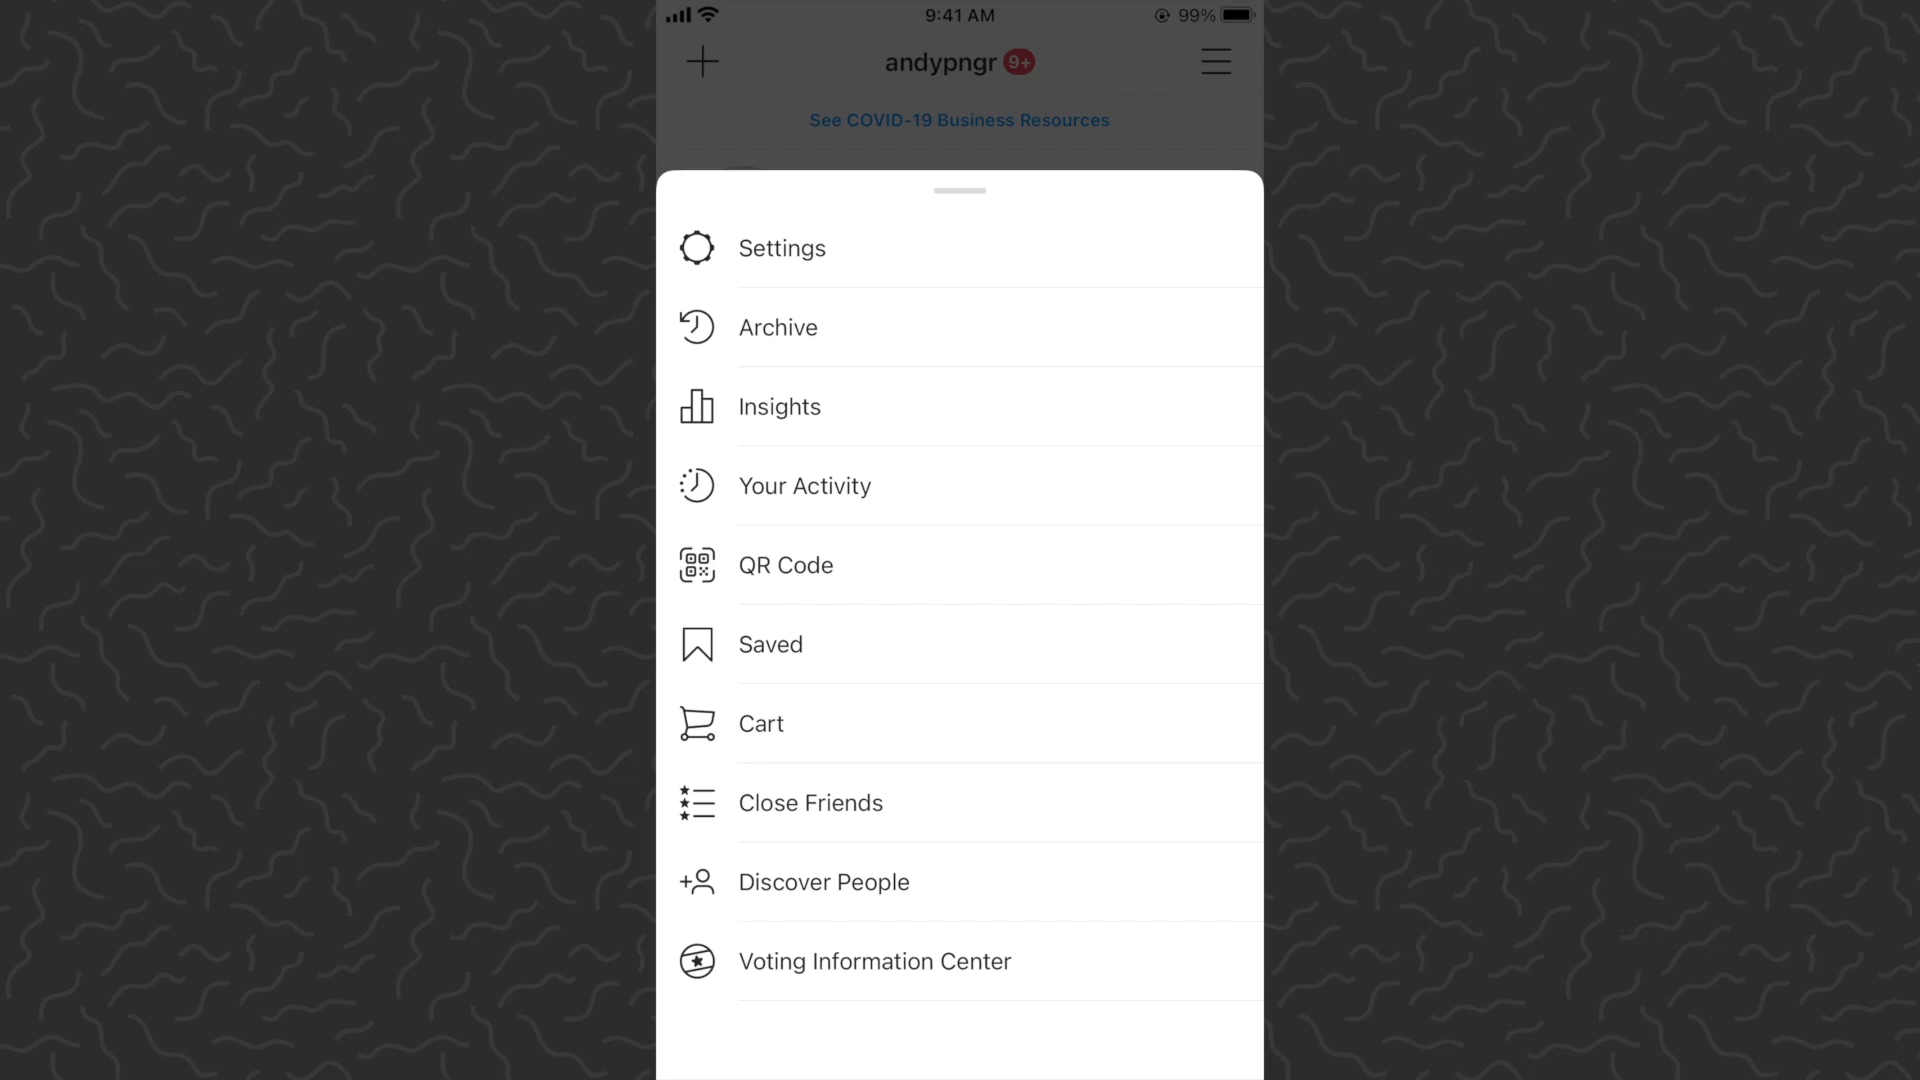 9:41 AM
99%
andypngr 9+
See COVID-19 Business Resources
Settings
Archive
Insights
Your Activity
QR Code
Saved
Cart
Close Friends
Discover People
Voting Information Center